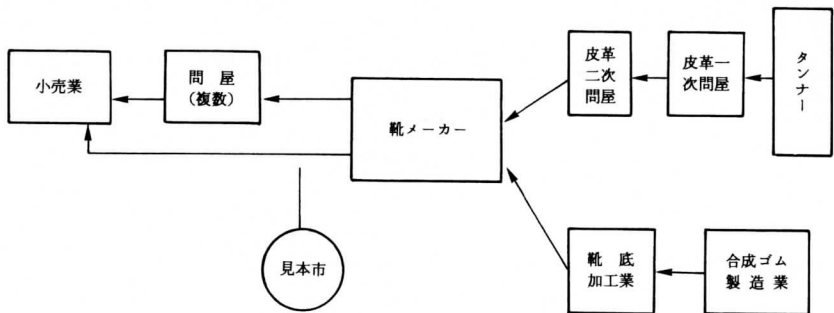 小売業
問屋
（複数）
靴メーカー
皮革
二次
問屋
皮革一
次問屋
タンナー
見本市
靴底
加工業
合成ゴム
製造業